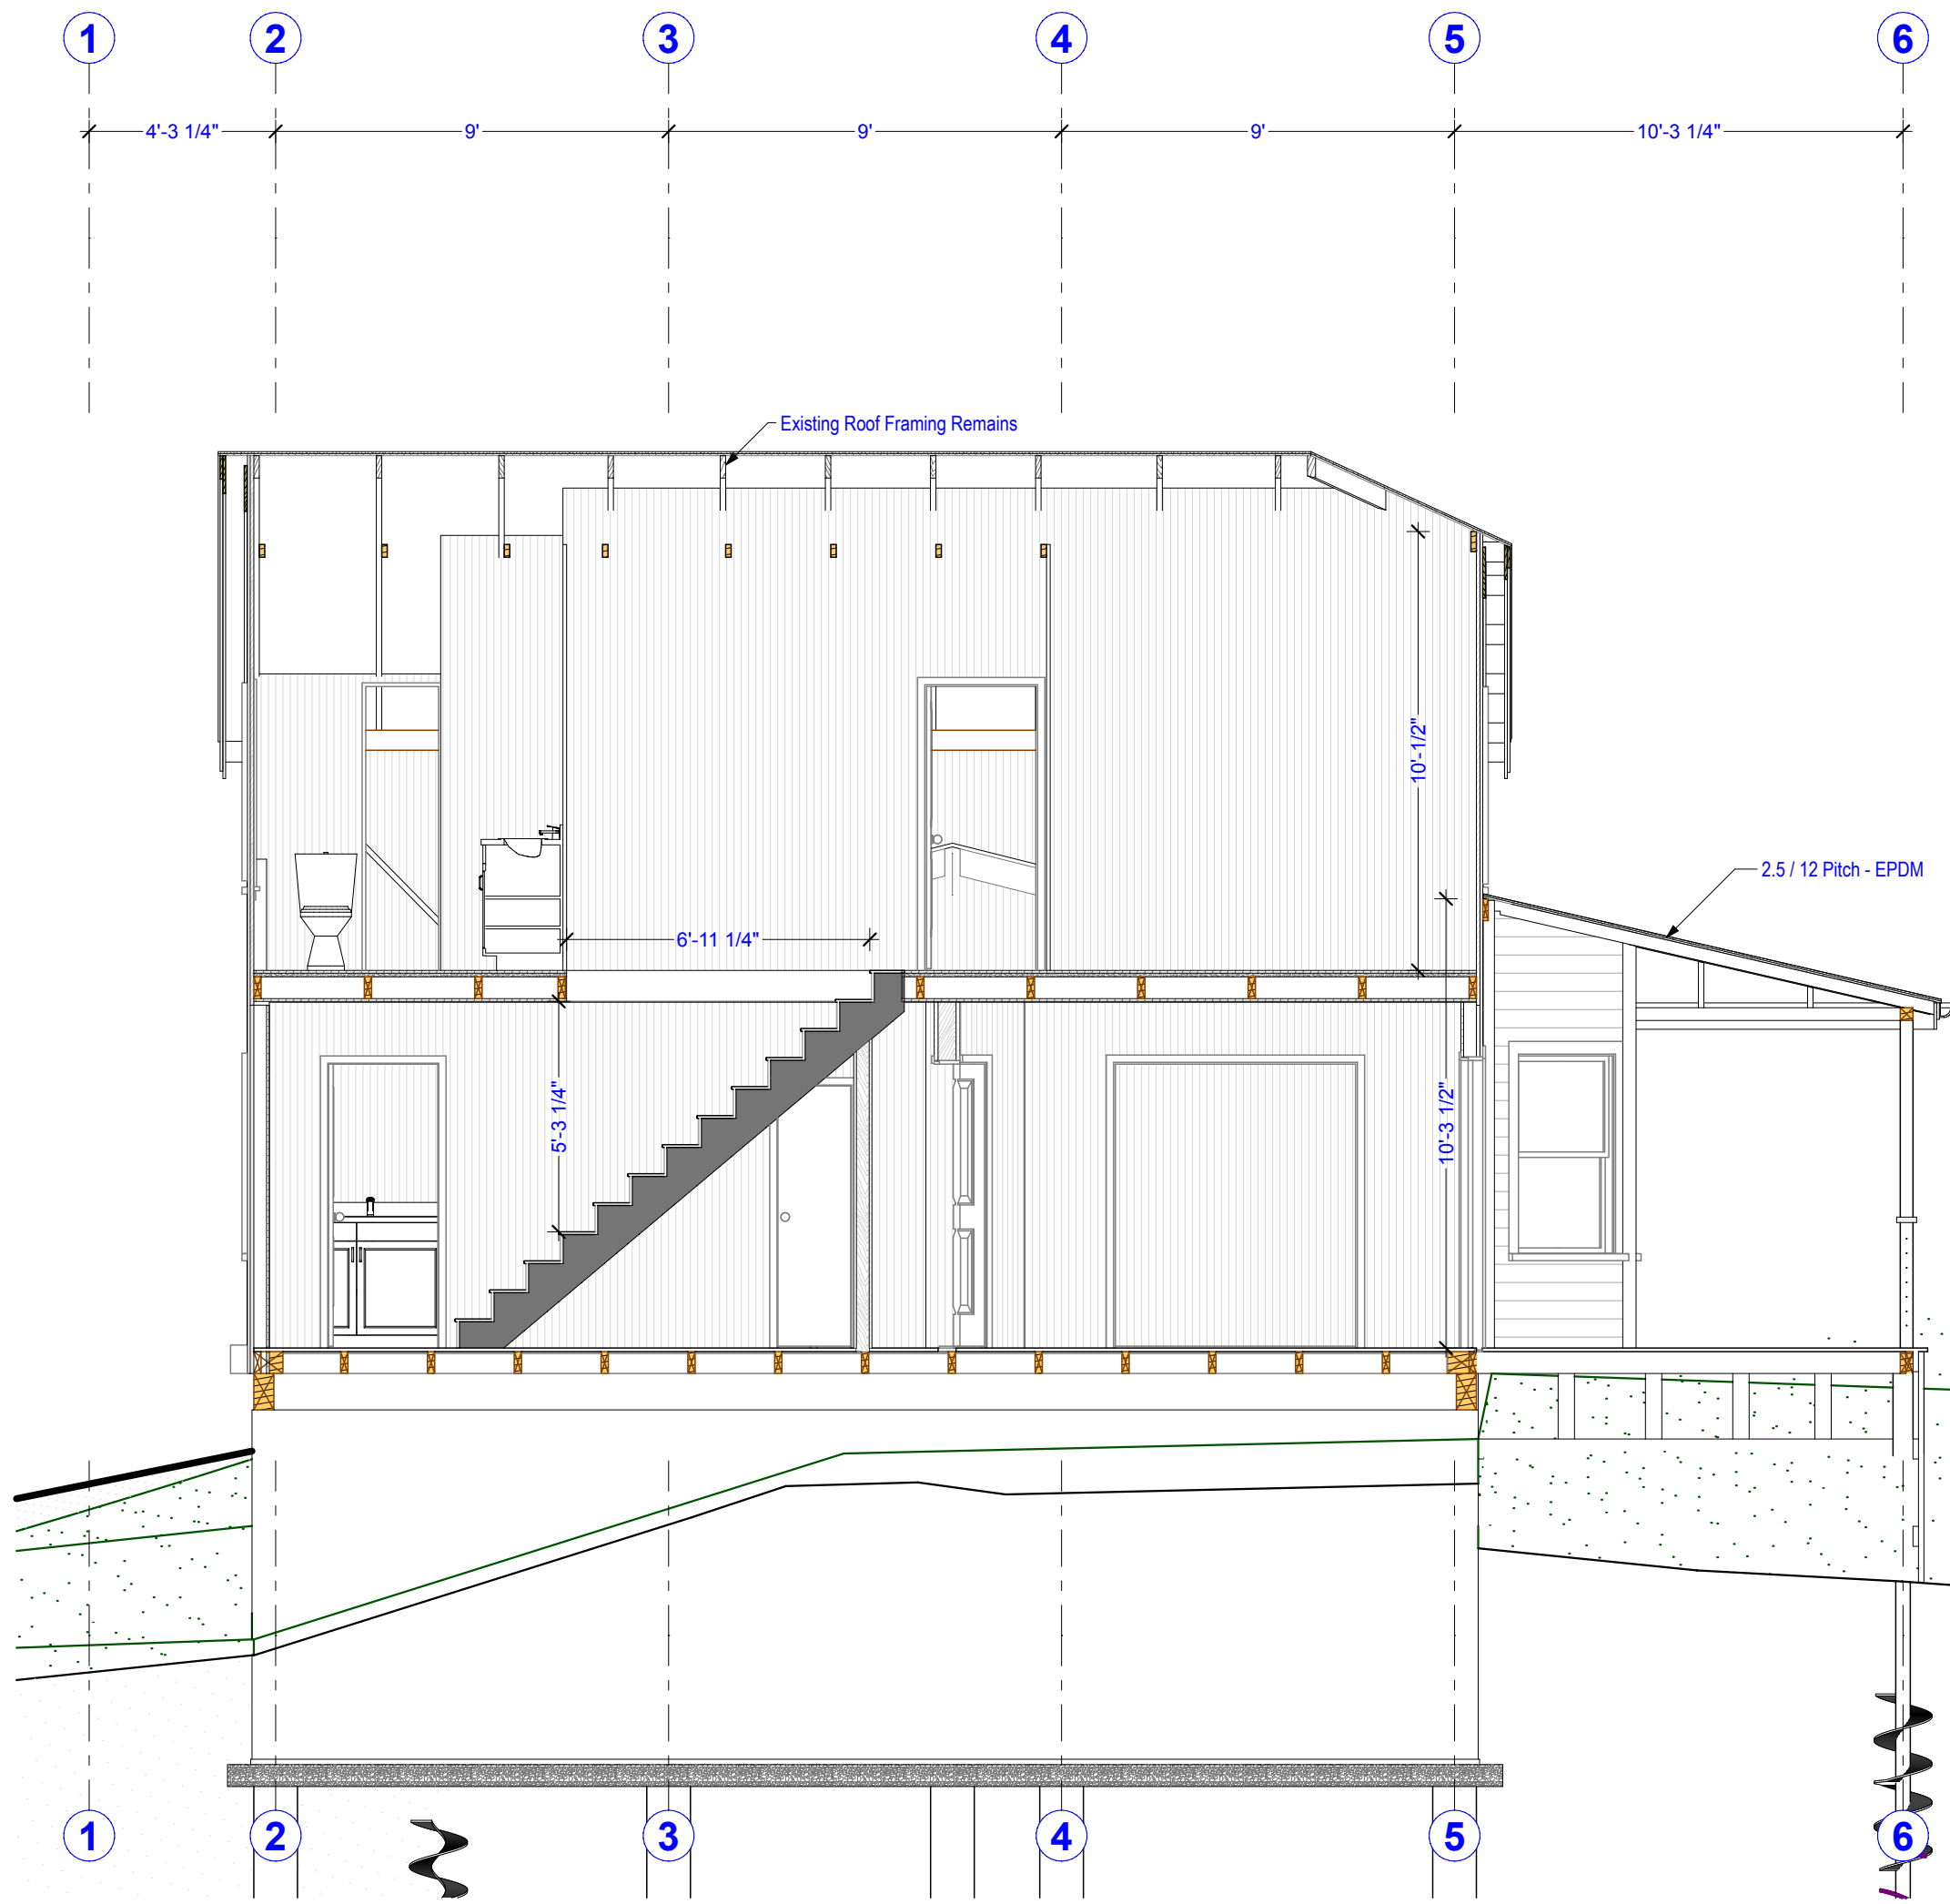 1 2 3 4 5 6
4'-3 1/4" 9' 9' 9' 10'-3 1/4"
Existing Roof Framing Remains
10'-1/2"
2.5 / 12 Pitch - EPDM
6'-11 1/4"
5'-3 1/4"
10'-3 1/2"
1 2 3 4 5 6